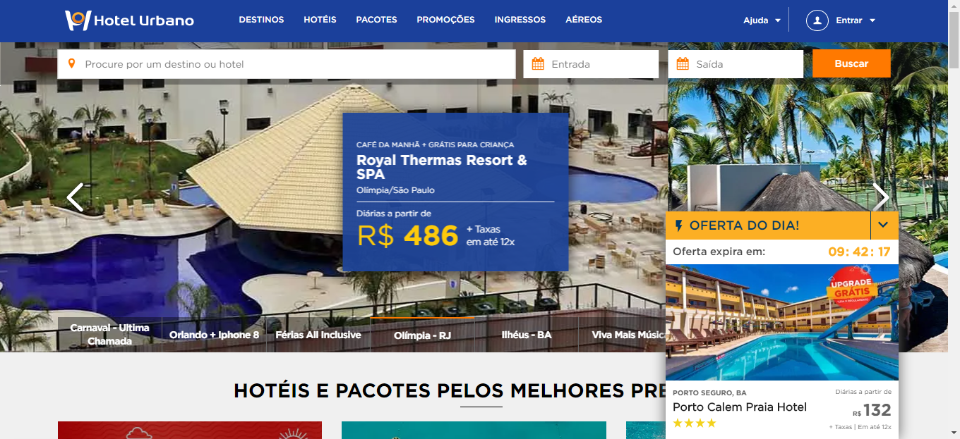 Hotel Urbano
DESTINOS HOTÉIS PACOTES PROMOÇÕES INGRESSOS AÉREOS
Ajuda Entrar
Procure por um destino ou hotel
Entrada
Saída
Buscar
CAFÉ DA MANHÃ + GRÁTIS PARA CRIANÇA
Royal Thermas Resort &
SPA
Olímpia/São Paulo
Diárias a partir de
R$ 486 + Taxas
em até 12x
OFERTA DO DIA!
Oferta expira em: 09: 42: 17
UPGRADE
GRÁTIS
Carnaval - Ultima
Chamada
Orlando + Iphone 8
Férias All Inclusive
Olímpia - RJ
Ilhéus - BA
Viva Mais Músic
HOTÉIS E PACOTES PELOS MELHORES PRE
PORTO SEGURO, BA
Porto Calem Praia Hotel
Diárias a partir de
R$ 132
+ Taxas | Em até 12x